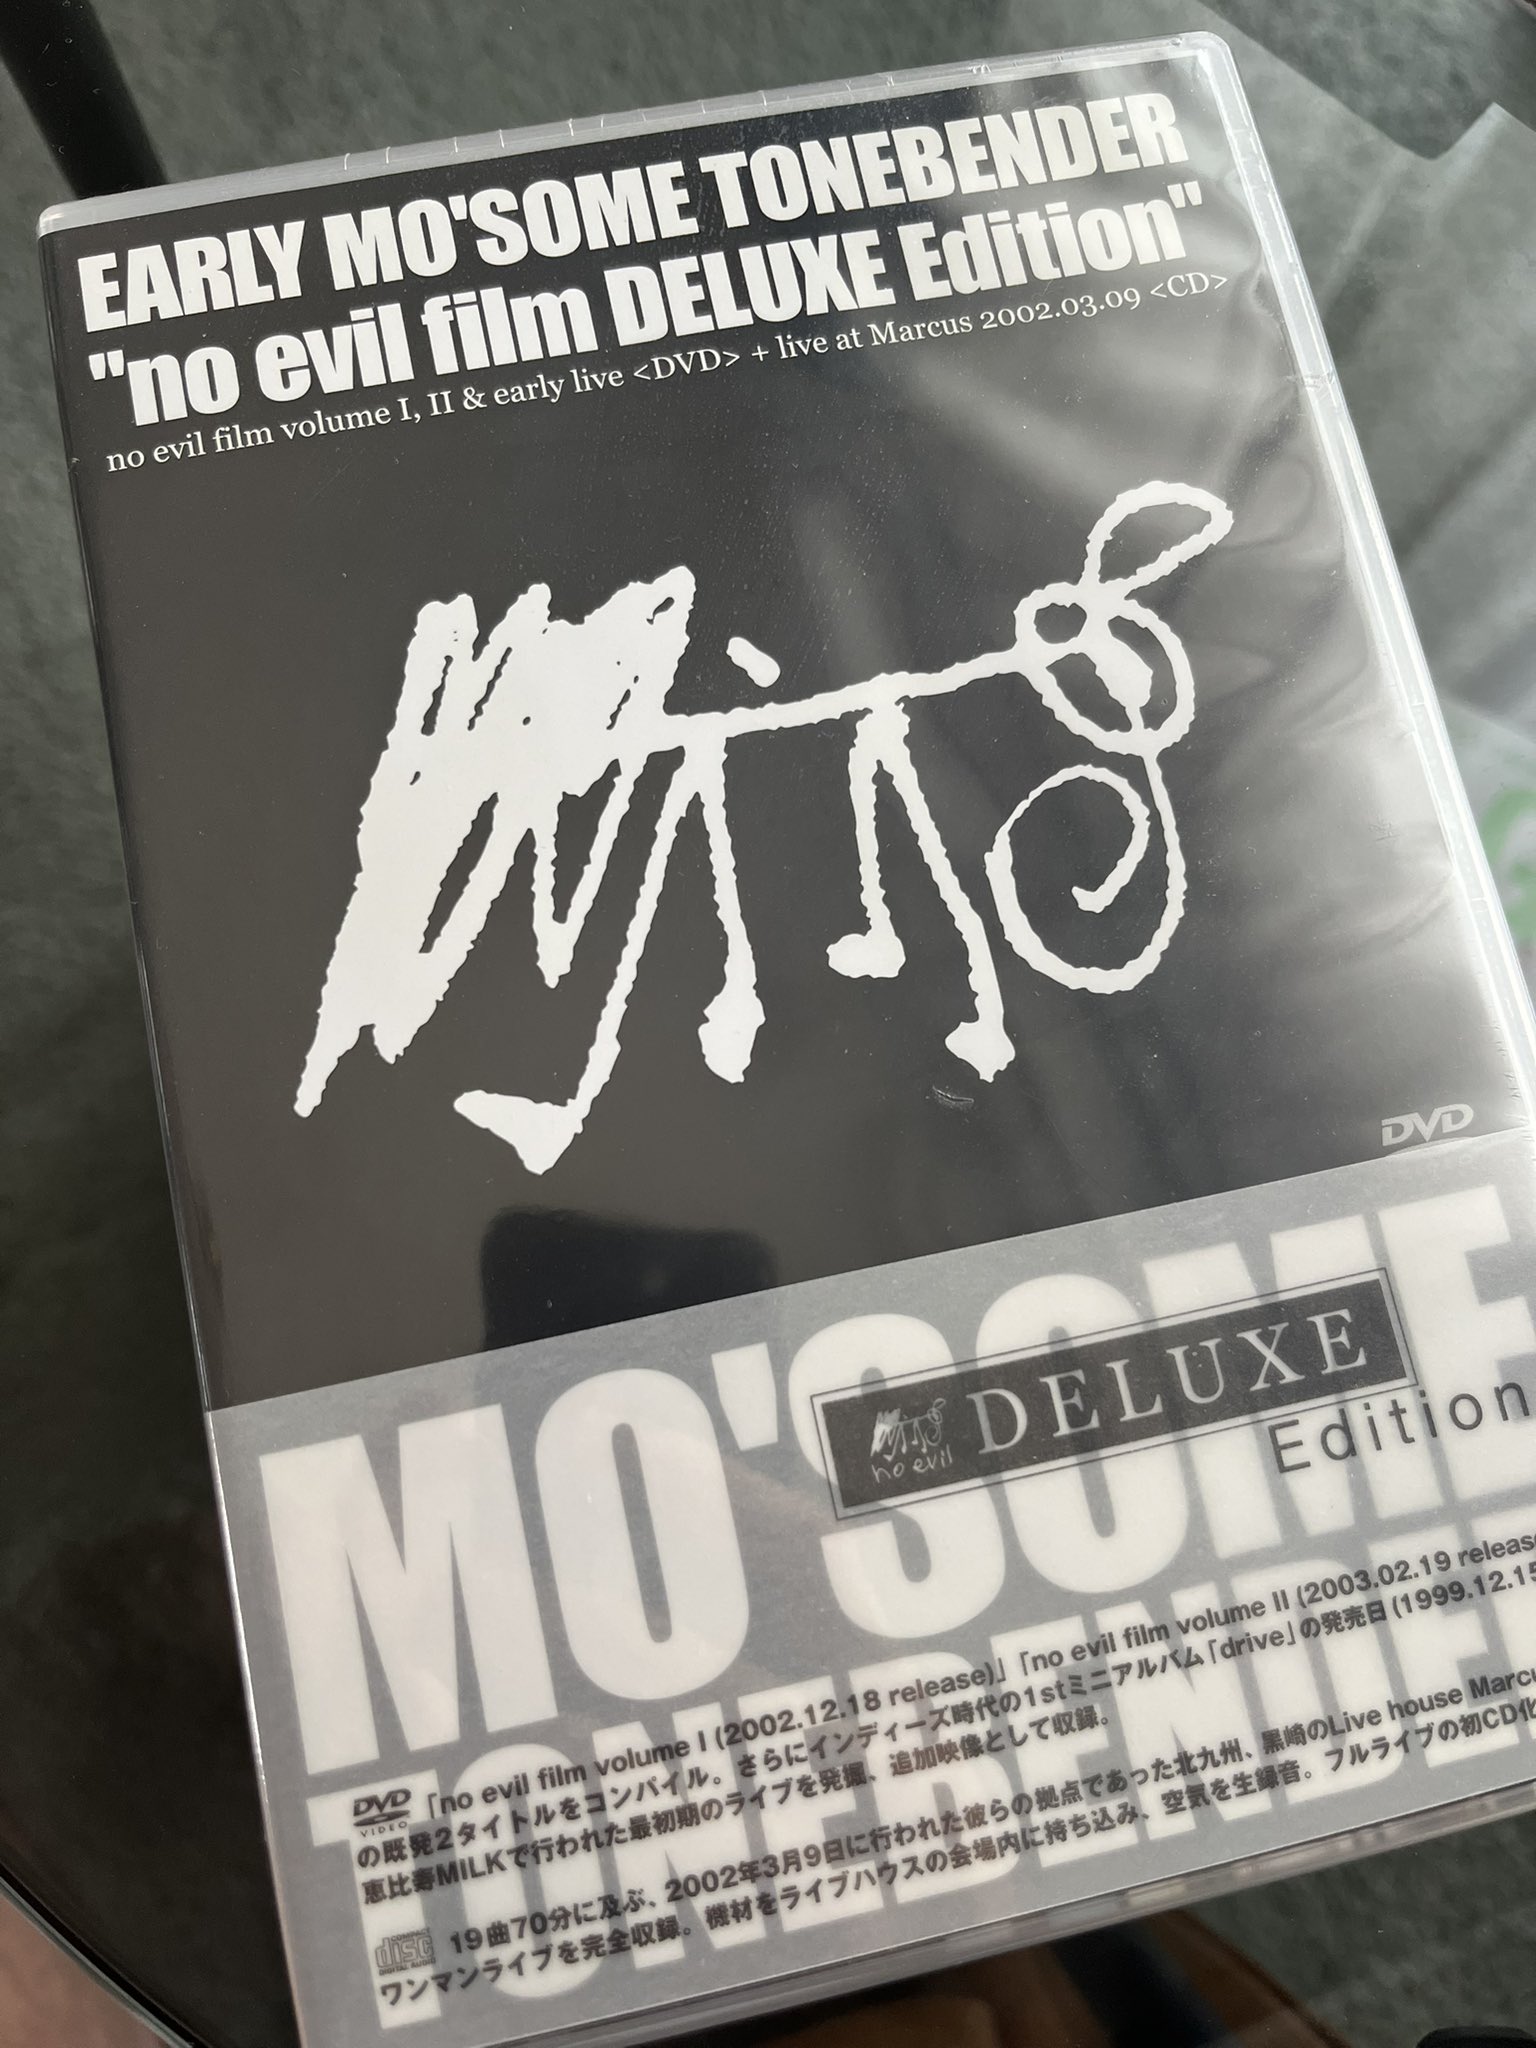 EARLY MO'SOME TONEBENDER
"no evil film DELUXE Edition"
no evil film volume I, II & early live <DVD> + live at Marcus 2002.03.09 <CD>
DVD
MO'SOME
TONEBENDER
no evil
DELUXE
Edition
DVD
VIDEO
「no evil film volume I (2002.12.18 release)」「no evil film volume II (2003.02.19 release
の既発2タイトルをコンパイル。さらにインディーズ時代の1stミニアルバム「drive」の発売日(1999.12.15
恵比寿MILKで行われた最初期のライブを発掘、追加映像として収録。
COMPACT
disc
DIGITAL AUDIO
19曲70分に及ぶ、2002年3月9日に行われた彼らの拠点であった北九州、黒崎のLive house Marcus
ワンマンライブを完全収録。機材をライブハウスの会場内に持ち込み、空気を生録音。フルライブの初CD化